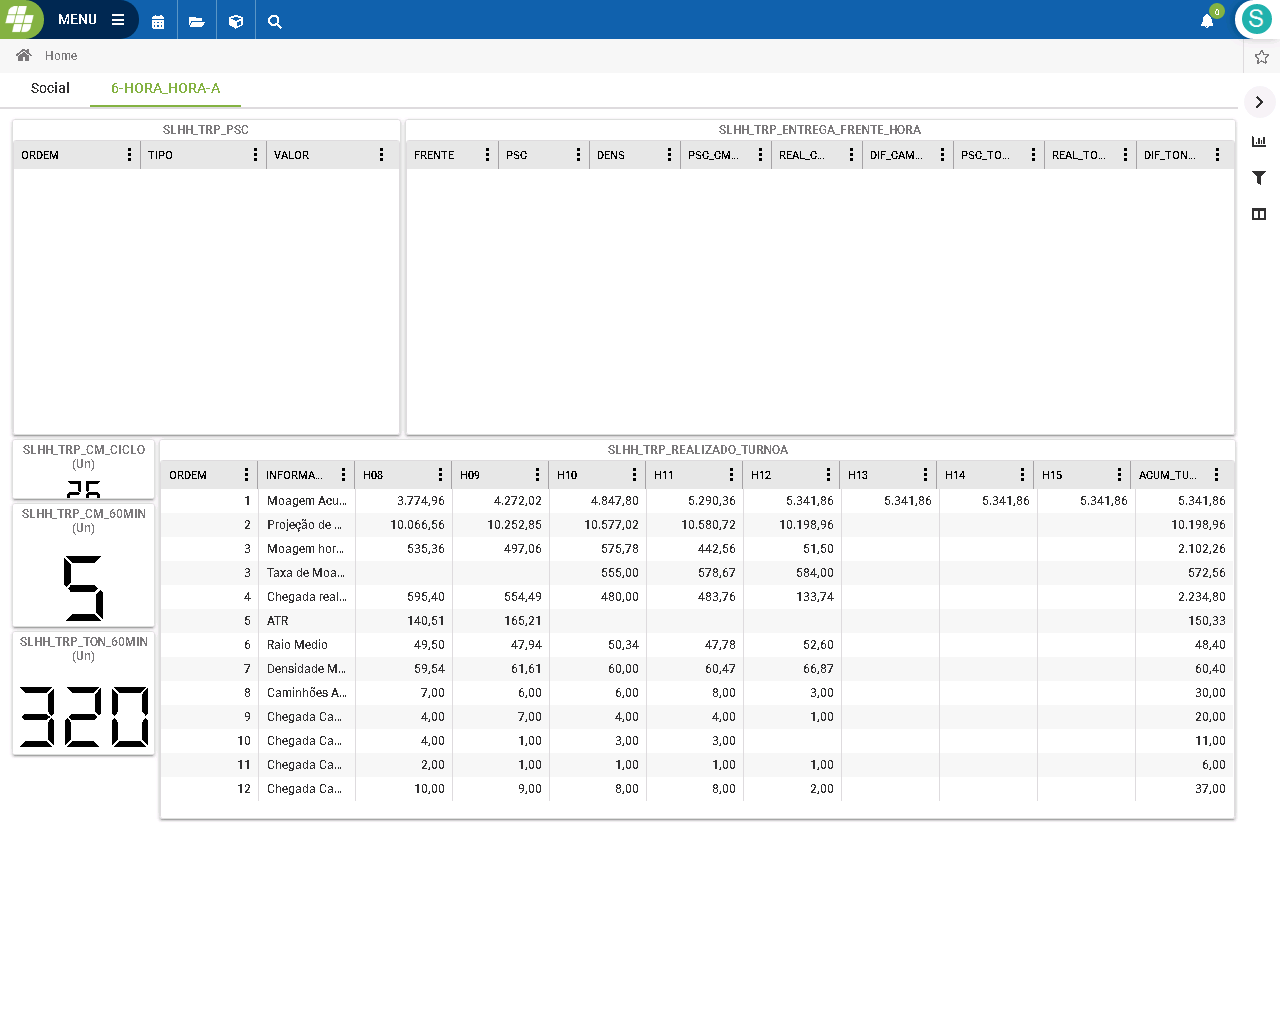 MENU
0
S
Home
Social 6-HORA_HORA-A
SLHH_TRP_PSC
ORDEM TIPO VALOR
SLHH_TRP_ENTREGA_FRENTE_HORA
FRENTE PSC DENS PSC_CM... REAL_C... DIF_CAM... PSC_TO... REAL_TO... DIF_TON...
SLHH_TRP_CM_CICLO
(Un)
SLHH_TRP_CM_60MIN
(Un)
5
SLHH_TRP_TON_60MIN
(Un)
320
SLHH_TRP_REALIZADO_TURNOA
ORDEM INFORMA... H08 H09 H10 H11 H12 H13 H14 H15 ACUM_TU...
1 Moagem Acu... 3.774,96 4.272,02 4.847,80 5.290,36 5.341,86 5.341,86 5.341,86 5.341,86 5.341,86
2 Projeção de ... 10.066,56 10.252,85 10.577,02 10.580,72 10.198,96 10.198,96
3 Moagem hor... 535,36 497,06 575,78 442,56 51,50 2.102,26
3 Taxa de Moa... 555,00 578,67 584,00 572,56
4 Chegada real... 595,40 554,49 480,00 483,76 133,74 2.234,80
5 ATR 140,51 165,21 150,33
6 Raio Medio 49,50 47,94 50,34 47,78 52,60 48,40
7 Densidade M... 59,54 61,61 60,00 60,47 66,87 60,40
8 Caminhões A... 7,00 6,00 6,00 8,00 3,00 30,00
9 Chegada Ca... 4,00 7,00 4,00 4,00 1,00 20,00
10 Chegada Ca... 4,00 1,00 3,00 3,00 11,00
11 Chegada Ca... 2,00 1,00 1,00 1,00 1,00 6,00
12 Chegada Ca... 10,00 9,00 8,00 8,00 2,00 37,00